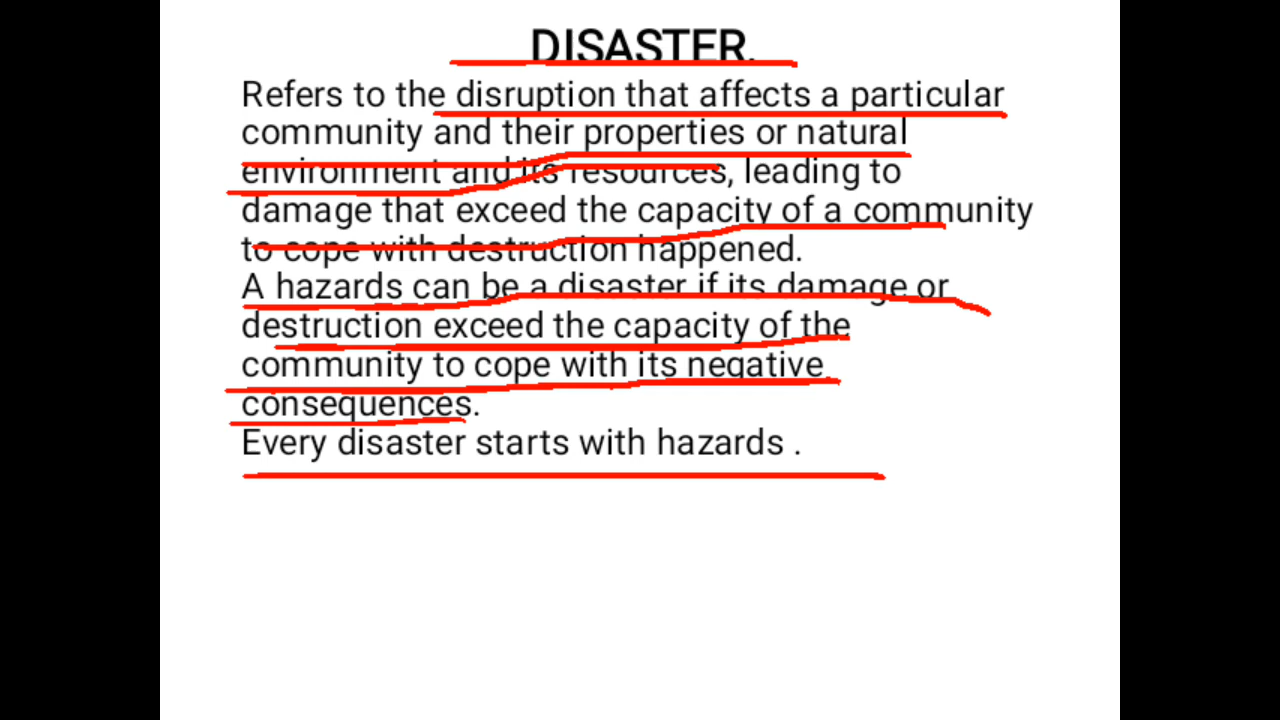 DISASTER.
Refers to the disruption that affects a particular
community and their properties or natural
environment and its resources, leading to
damage that exceed the capacity of a community
to cope with destruction happened.
A hazards can be a disaster if its damage or
destruction exceed the capacity of the
community to cope with its negative
consequences.
Every disaster starts with hazards .